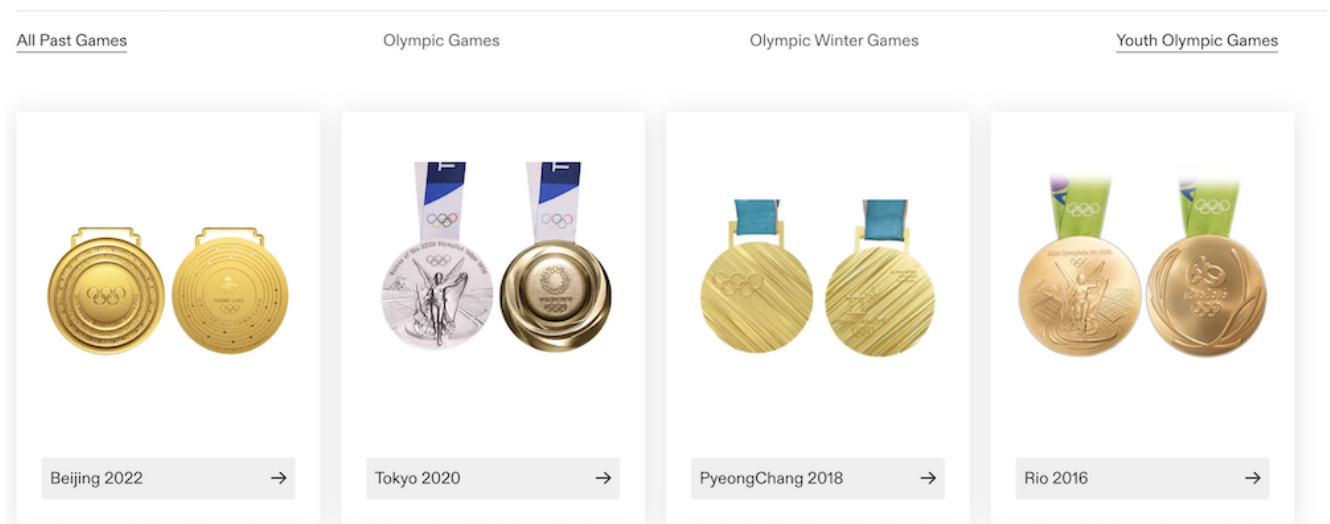 All Past Games
Olympic Games
Olympic Winter Games
Youth Olympic Games
Beijing 2022 →
Tokyo 2020 →
PyeongChang 2018 →
Rio 2016 →